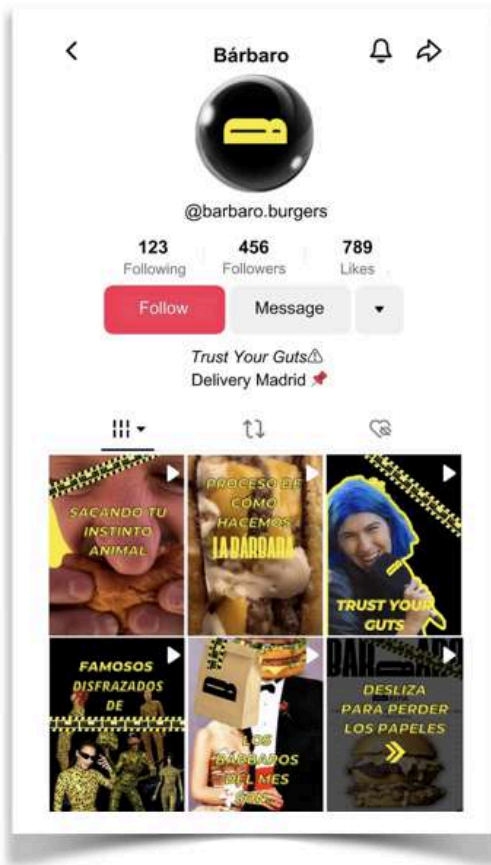 Bárbaro
B
@barbaro.burgers
123 456 789
Following Followers Likes
Follow Message
Trust Your Guts
Delivery Madrid
SACANDO TU
INSTINTO
ANIMAL
PROCESO DE
CÓMO
HACEMOS
LA BÁRBARA
TRUST YOUR
GUTS
FAMOSOS
DISFRAZADOS
DE
B
LOS
BÁRBAROS
DEL MES
SON...
DESLIZA
PARA PERDER
LOS PAPELES